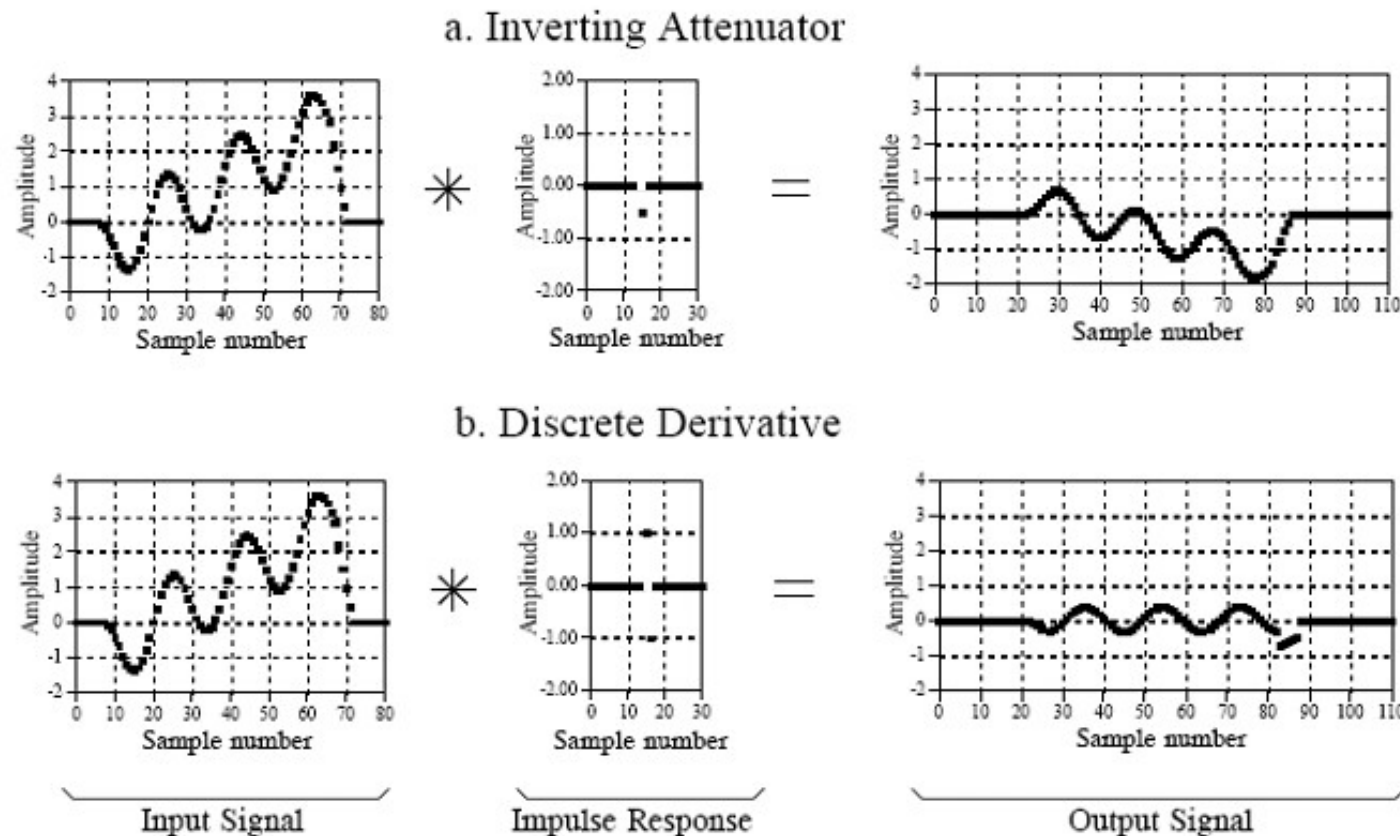 a. Inverting Attenuator
Amplitude
4
3
2
1
0
-1
-2
0 10 20 30 40 50 60 70 80
Sample number
Amplitude
2.00
1.00
0.00
-1.00
-2.00
0 10 20 30
Sample number
Amplitude
4
3
2
1
0
-1
-2
0 10 20 30 40 50 60 70 80 90 100 110
Sample number
b. Discrete Derivative
Amplitude
4
3
2
1
0
-1
-2
0 10 20 30 40 50 60 70 80
Sample number
Amplitude
2.00
1.00
0.00
-1.00
-2.00
0 10 20 30
Sample number
Amplitude
4
3
2
1
0
-1
-2
0 10 20 30 40 50 60 70 80 90 100 110
Sample number
Input Signal
Impulse Response
Output Signal